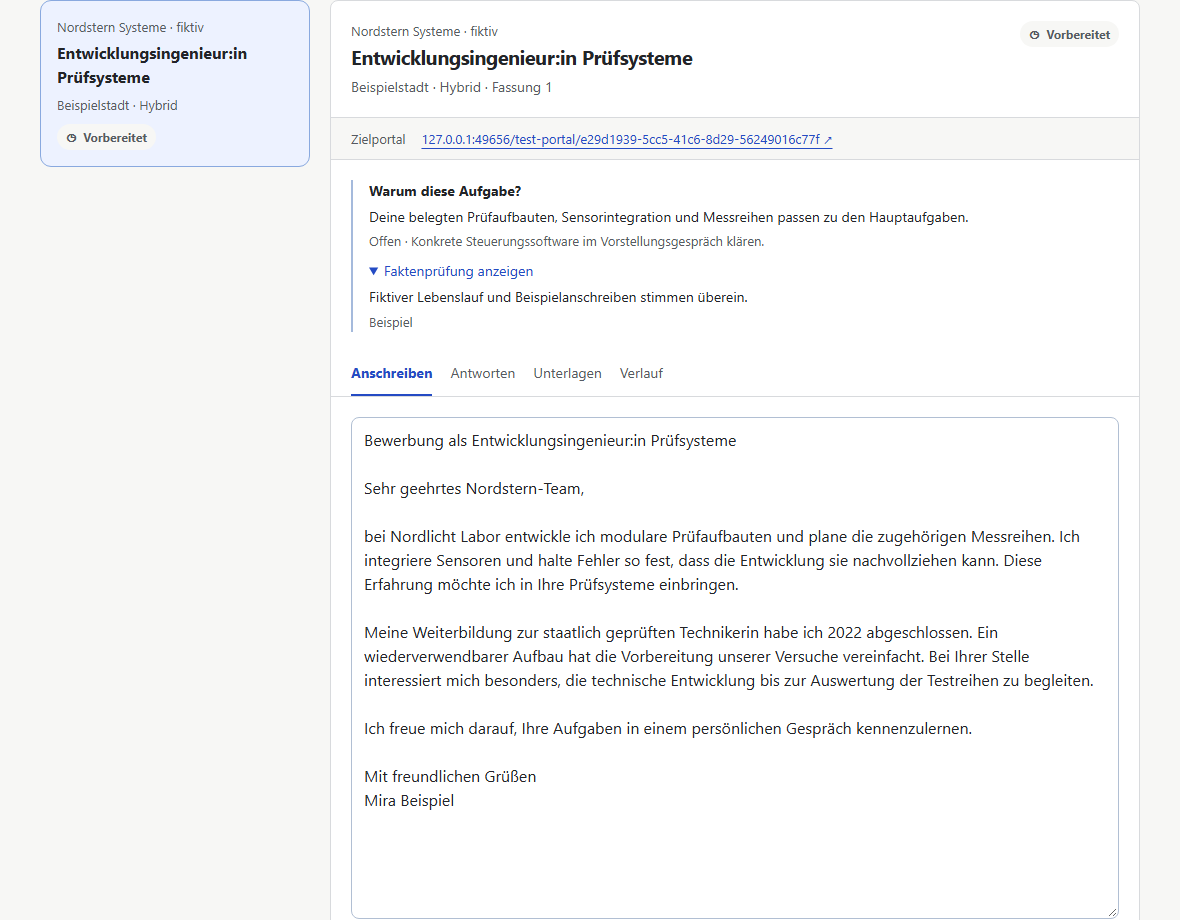 Nordstern Systeme · fiktiv
Entwicklungsingenieur:in
Prüfsysteme
Beispielstadt · Hybrid
Vorbereitet
Nordstern Systeme · fiktiv
Entwicklungsingenieur:in Prüfsysteme
Beispielstadt · Hybrid · Fassung 1
Vorbereitet
Zielportal 127.0.0.1:49656/test-portal/e29d1939-5cc5-41c6-8d29-56249016c77f ↗
Warum diese Aufgabe?
Deine belegten Prüfaufbauten, Sensorintegration und Messreihen passen zu den Hauptaufgaben.
Offen · Konkrete Steuerungssoftware im Vorstellungsgespräch klären.
▼ Faktenprüfung anzeigen
Fiktiver Lebenslauf und Beispielanschreiben stimmen überein.
Beispiel
Anschreiben Antworten Unterlagen Verlauf
Bewerbung als Entwicklungsingenieur:in Prüfsysteme
Sehr geehrtes Nordstern-Team,
bei Nordlicht Labor entwickle ich modulare Prüfaufbauten und plane die zugehörigen Messreihen. Ich
integriere Sensoren und halte Fehler so fest, dass die Entwicklung sie nachvollziehen kann. Diese
Erfahrung möchte ich in Ihre Prüfsysteme einbringen.
Meine Weiterbildung zur staatlich geprüften Technikerin habe ich 2022 abgeschlossen. Ein
wiederverwendbarer Aufbau hat die Vorbereitung unserer Versuche vereinfacht. Bei Ihrer Stelle
interessiert mich besonders, die technische Entwicklung bis zur Auswertung der Testreihen zu begleiten.
Ich freue mich darauf, Ihre Aufgaben in einem persönlichen Gespräch kennenzulernen.
Mit freundlichen Grüßen
Mira Beispiel